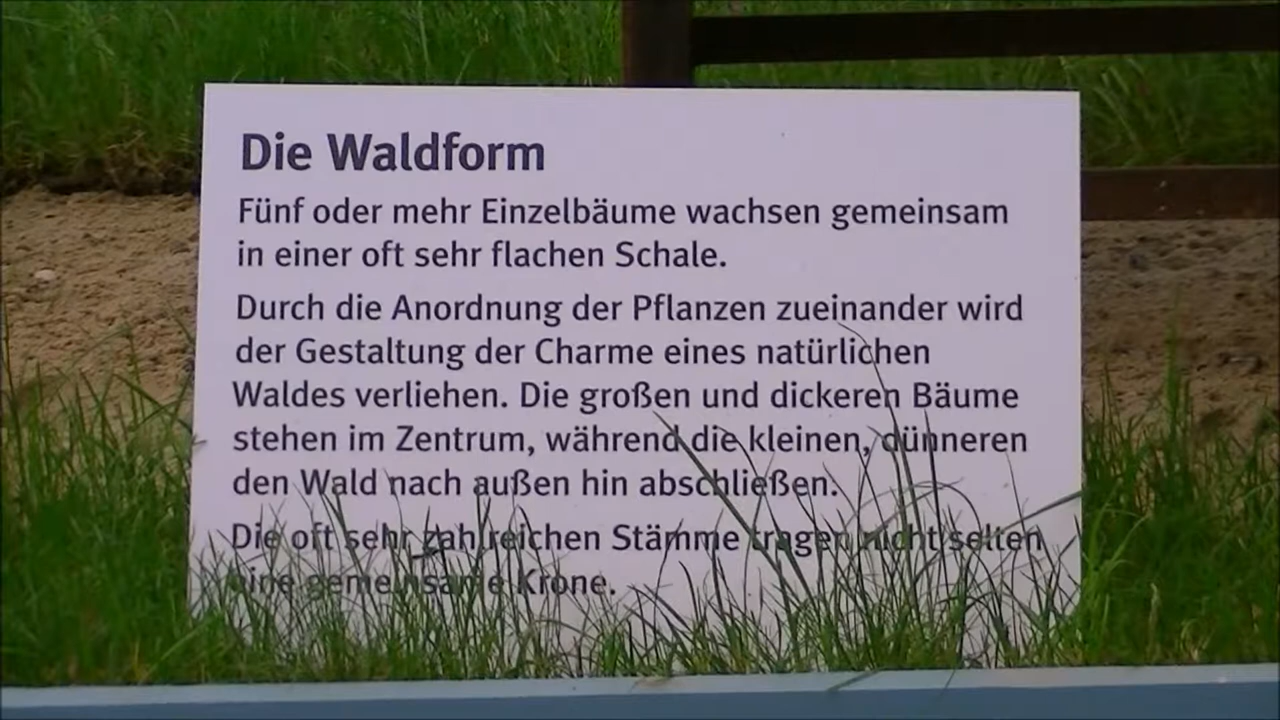 Die Waldform
Fünf oder mehr Einzelbäume wachsen gemeinsam
in einer oft sehr flachen Schale.
Durch die Anordnung der Pflanzen zueinander wird
der Gestaltung der Charme eines natürlichen
Waldes verliehen. Die großen und dickeren Bäume
stehen im Zentrum, während die kleinen, dünneren
den Wald nach außen hin abschließen.
Die oft sehr zahlreichen Stämme tragen nicht selten
eine gemeinsame Krone.